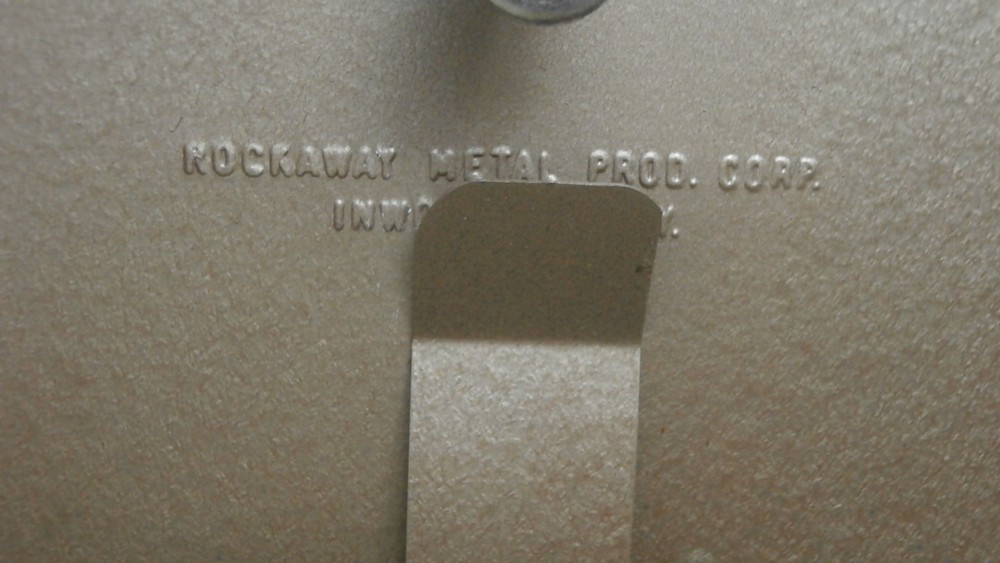 ROCKAWAY METAL PROD. CORP.